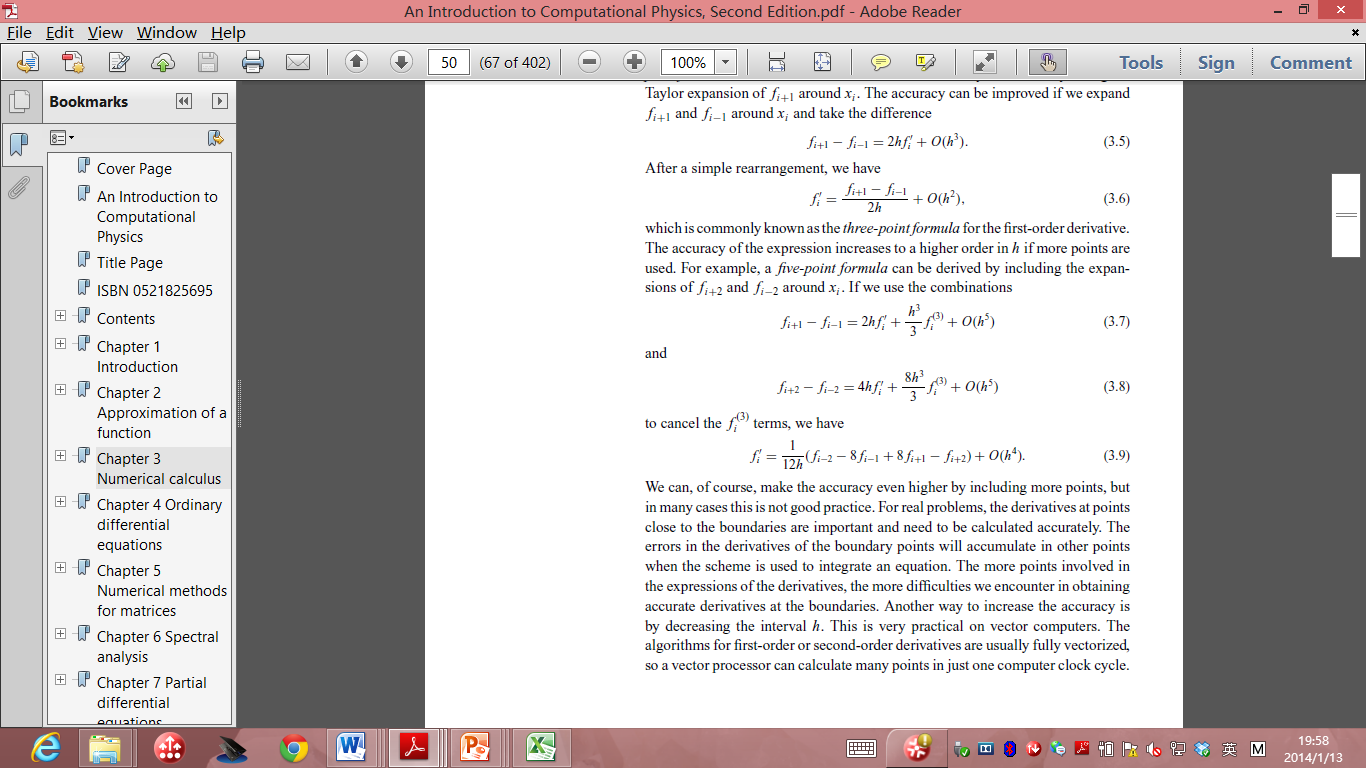 An Introduction to Computational Physics, Second Edition.pdf - Adobe Reader
File Edit View Window Help
50 (67 of 402) 100% Tools Sign Comment
Bookmarks
Cover Page
An Introduction to
Computational
Physics
Title Page
ISBN 0521825695
Contents
Chapter 1
Introduction
Chapter 2
Approximation of a
function
Chapter 3
Numerical calculus
Chapter 4 Ordinary
differential
equations
Chapter 5
Numerical methods
for matrices
Chapter 6 Spectral
analysis
Chapter 7 Partial
differential
equations
Taylor expansion of f_{i+1} around x_i. The accuracy can be improved if we expand
f_{i+1} and f_{i−1} around x_i and take the difference
f_{i+1} − f_{i−1} = 2hf_i′ + O(h³). (3.5)
After a simple rearrangement, we have
f_i′ = (f_{i+1} − f_{i−1})/2h + O(h²), (3.6)
which is commonly known as the three-point formula for the first-order derivative.
The accuracy of the expression increases to a higher order in h if more points are
used. For example, a five-point formula can be derived by including the expan-
sions of f_{i+2} and f_{i−2} around x_i. If we use the combinations
f_{i+1} − f_{i−1} = 2hf_i′ + h³/3 f_i^{(3)} + O(h⁵) (3.7)
and
f_{i+2} − f_{i−2} = 4hf_i′ + 8h³/3 f_i^{(3)} + O(h⁵) (3.8)
to cancel the f_i^{(3)} terms, we have
f_i′ = 1/12h (f_{i−2} − 8f_{i−1} + 8f_{i+1} − f_{i+2}) + O(h⁴). (3.9)
We can, of course, make the accuracy even higher by including more points, but
in many cases this is not good practice. For real problems, the derivatives at points
close to the boundaries are important and need to be calculated accurately. The
errors in the derivatives of the boundary points will accumulate in other points
when the scheme is used to integrate an equation. The more points involved in
the expressions of the derivatives, the more difficulties we encounter in obtaining
accurate derivatives at the boundaries. Another way to increase the accuracy is
by decreasing the interval h. This is very practical on vector computers. The
algorithms for first-order or second-order derivatives are usually fully vectorized,
so a vector processor can calculate many points in just one computer clock cycle.
英 M
19:58
2014/1/13